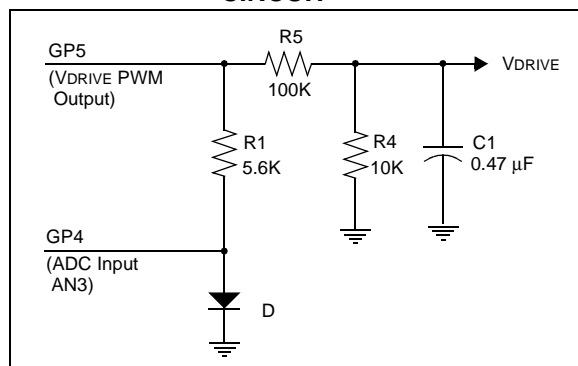 GP5
(VDRIVE PWM
Output)
R5
100K
VDRIVE
R1
5.6K
R4
10K
C1
0.47 μF
GP4
(ADC Input
AN3)
D